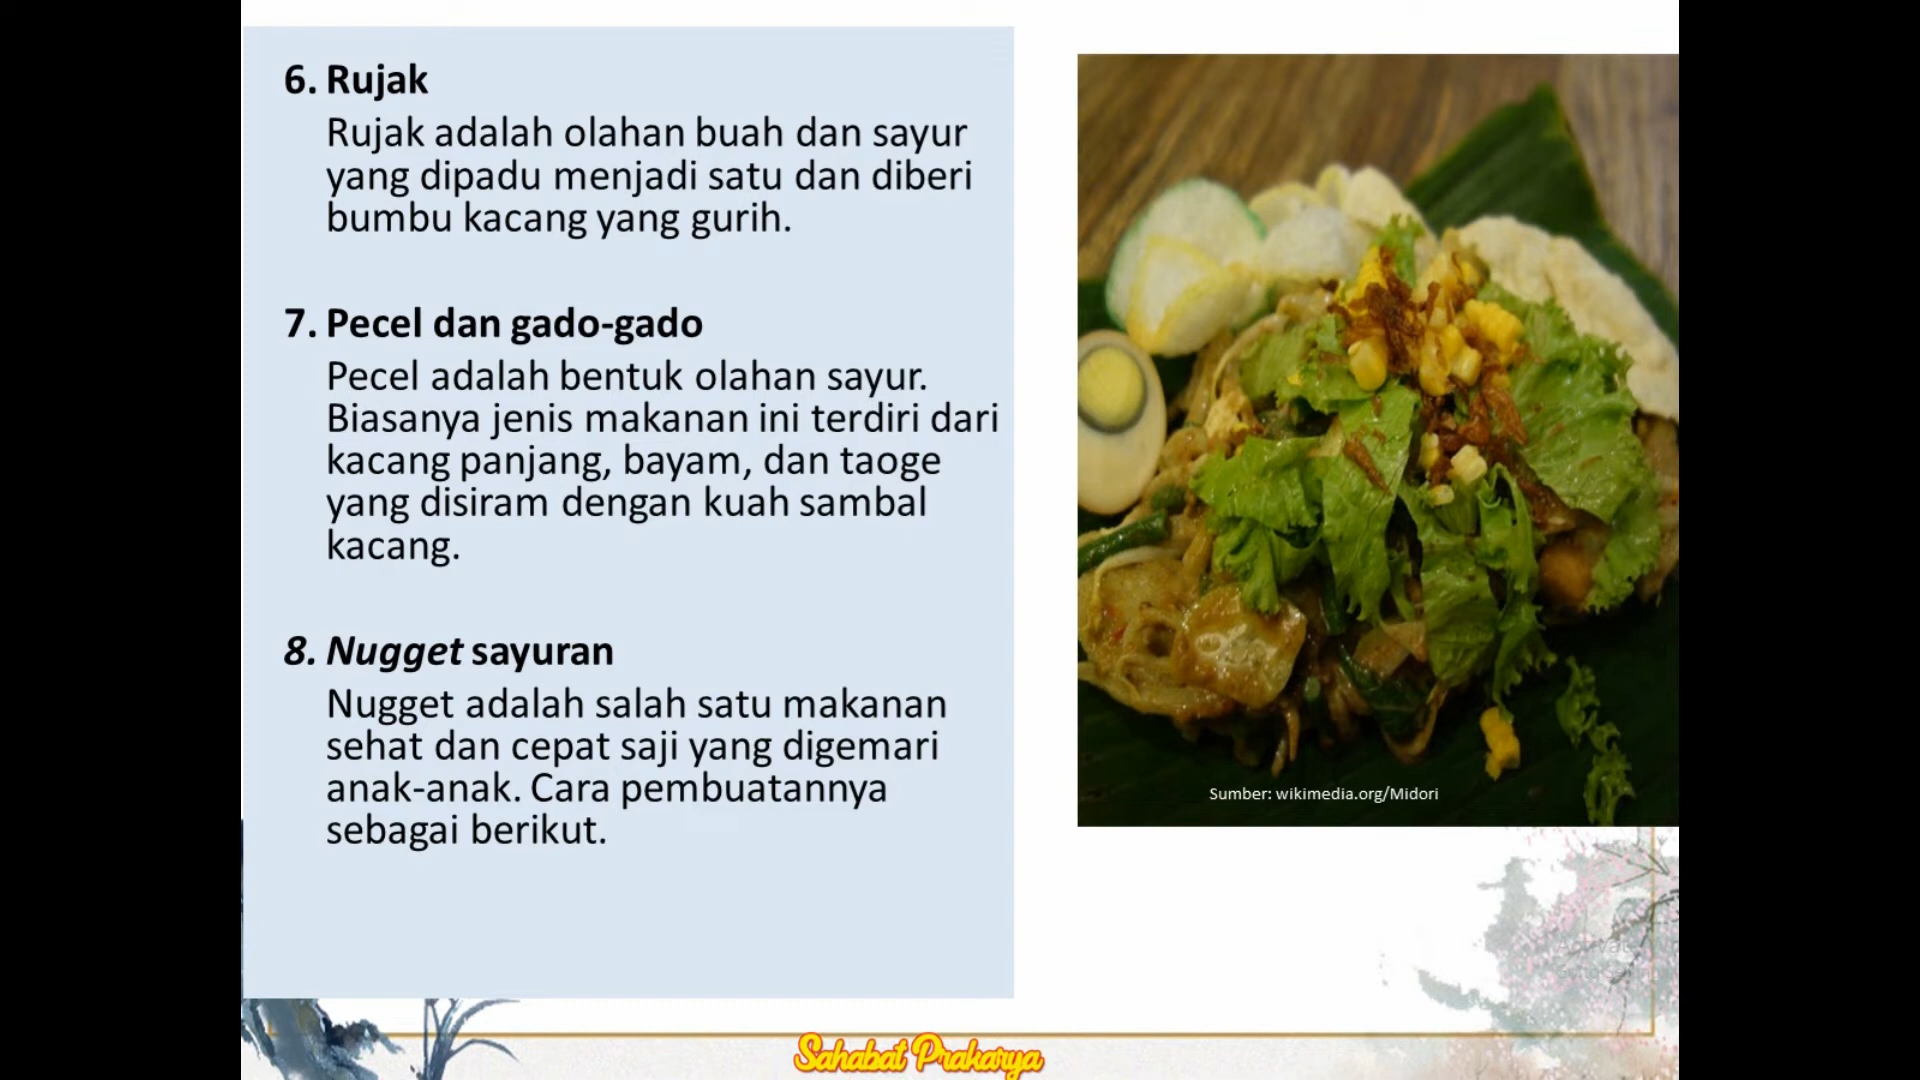 6. Rujak
Rujak adalah olahan buah dan sayur
yang dipadu menjadi satu dan diberi
bumbu kacang yang gurih.
7. Pecel dan gado-gado
Pecel adalah bentuk olahan sayur.
Biasanya jenis makanan ini terdiri dari
kacang panjang, bayam, dan taoge
yang disiram dengan kuah sambal
kacang.
8. Nugget sayuran
Nugget adalah salah satu makanan
sehat dan cepat saji yang digemari
anak-anak. Cara pembuatannya
sebagai berikut.
Sumber: wikimedia.org/Midori
Sahabat Prakarya